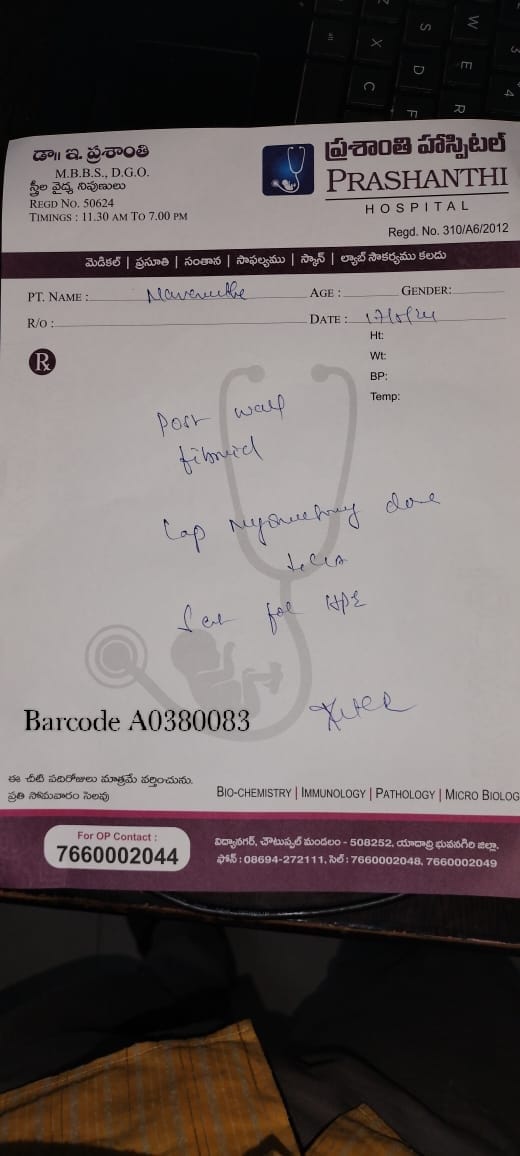 డా॥ ఇ. ప్రశాంతి
M.B.B.S., D.G.O.
స్త్రీల వైద్య నిపుణులు
REGD NO. 50624
TIMINGS : 11.30 AM TO 7.00 PM
ప్రశాంతి హాస్పిటల్
PRASHANTHI
HOSPITAL
Regd. No. 310/A6/2012
మెడికల్ | ప్రసూతి | సంతాన | సాఫల్యము | స్కాన్ | ల్యాబ్ సౌకర్యము కలదు
PT. NAME : AGE : GENDER:
R/O : DATE :
Ht:
Wt:
BP:
Temp:
Rx
Post wall
fibroid
Lap myomectomy done
Sent for HPE
Barcode A0380083
ఈ చీటి పదిరోజులు మాత్రమే వర్తించును.
ప్రతి సోమవారం సెలవు
BIO-CHEMISTRY | IMMUNOLOGY | PATHOLOGY | MICRO BIOLOG
For OP Contact :
7660002044
విద్యానగర్, చౌటుప్పల్ మండలం - 508252, యాదాద్రి భువనగిరి జిల్లా.
ఫోన్ : 08694-272111, సెల్ : 7660002048, 7660002049